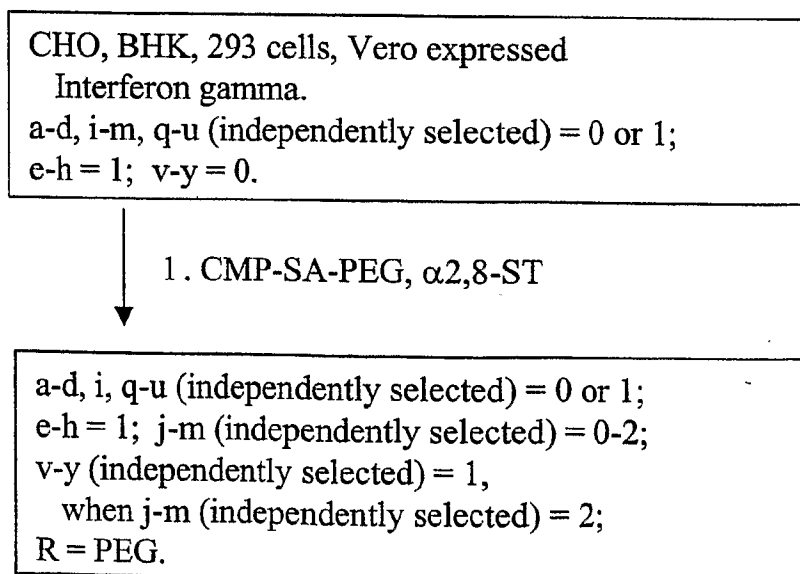 CHO, BHK, 293 cells, Vero expressed
Interferon gamma.
a-d, i-m, q-u (independently selected) = 0 or 1;
e-h = 1; v-y = 0.
1. CMP-SA-PEG, α2,8-ST
a-d, i, q-u (independently selected) = 0 or 1;
e-h = 1; j-m (independently selected) = 0-2;
v-y (independently selected) = 1,
when j-m (independently selected) = 2;
R = PEG.